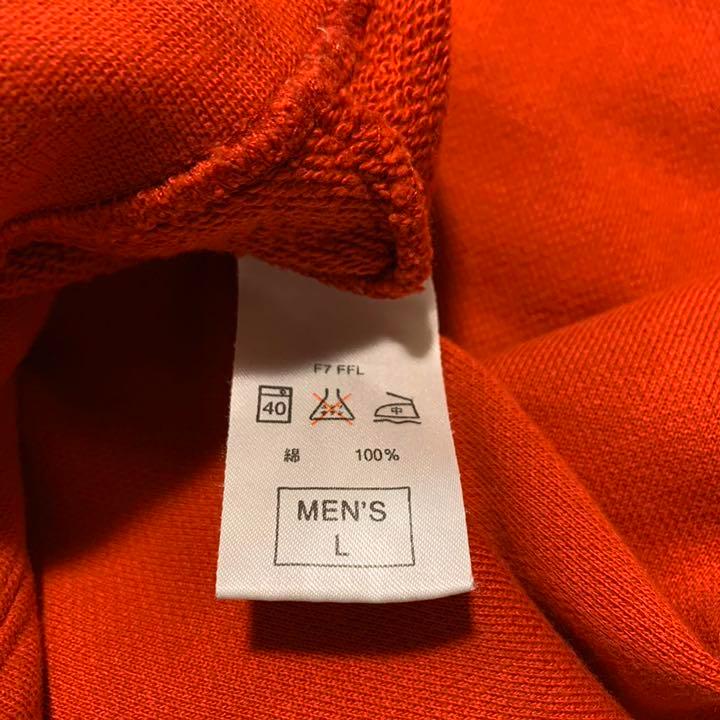 F7 FFL
40 中
綿 100%
MEN'S
L